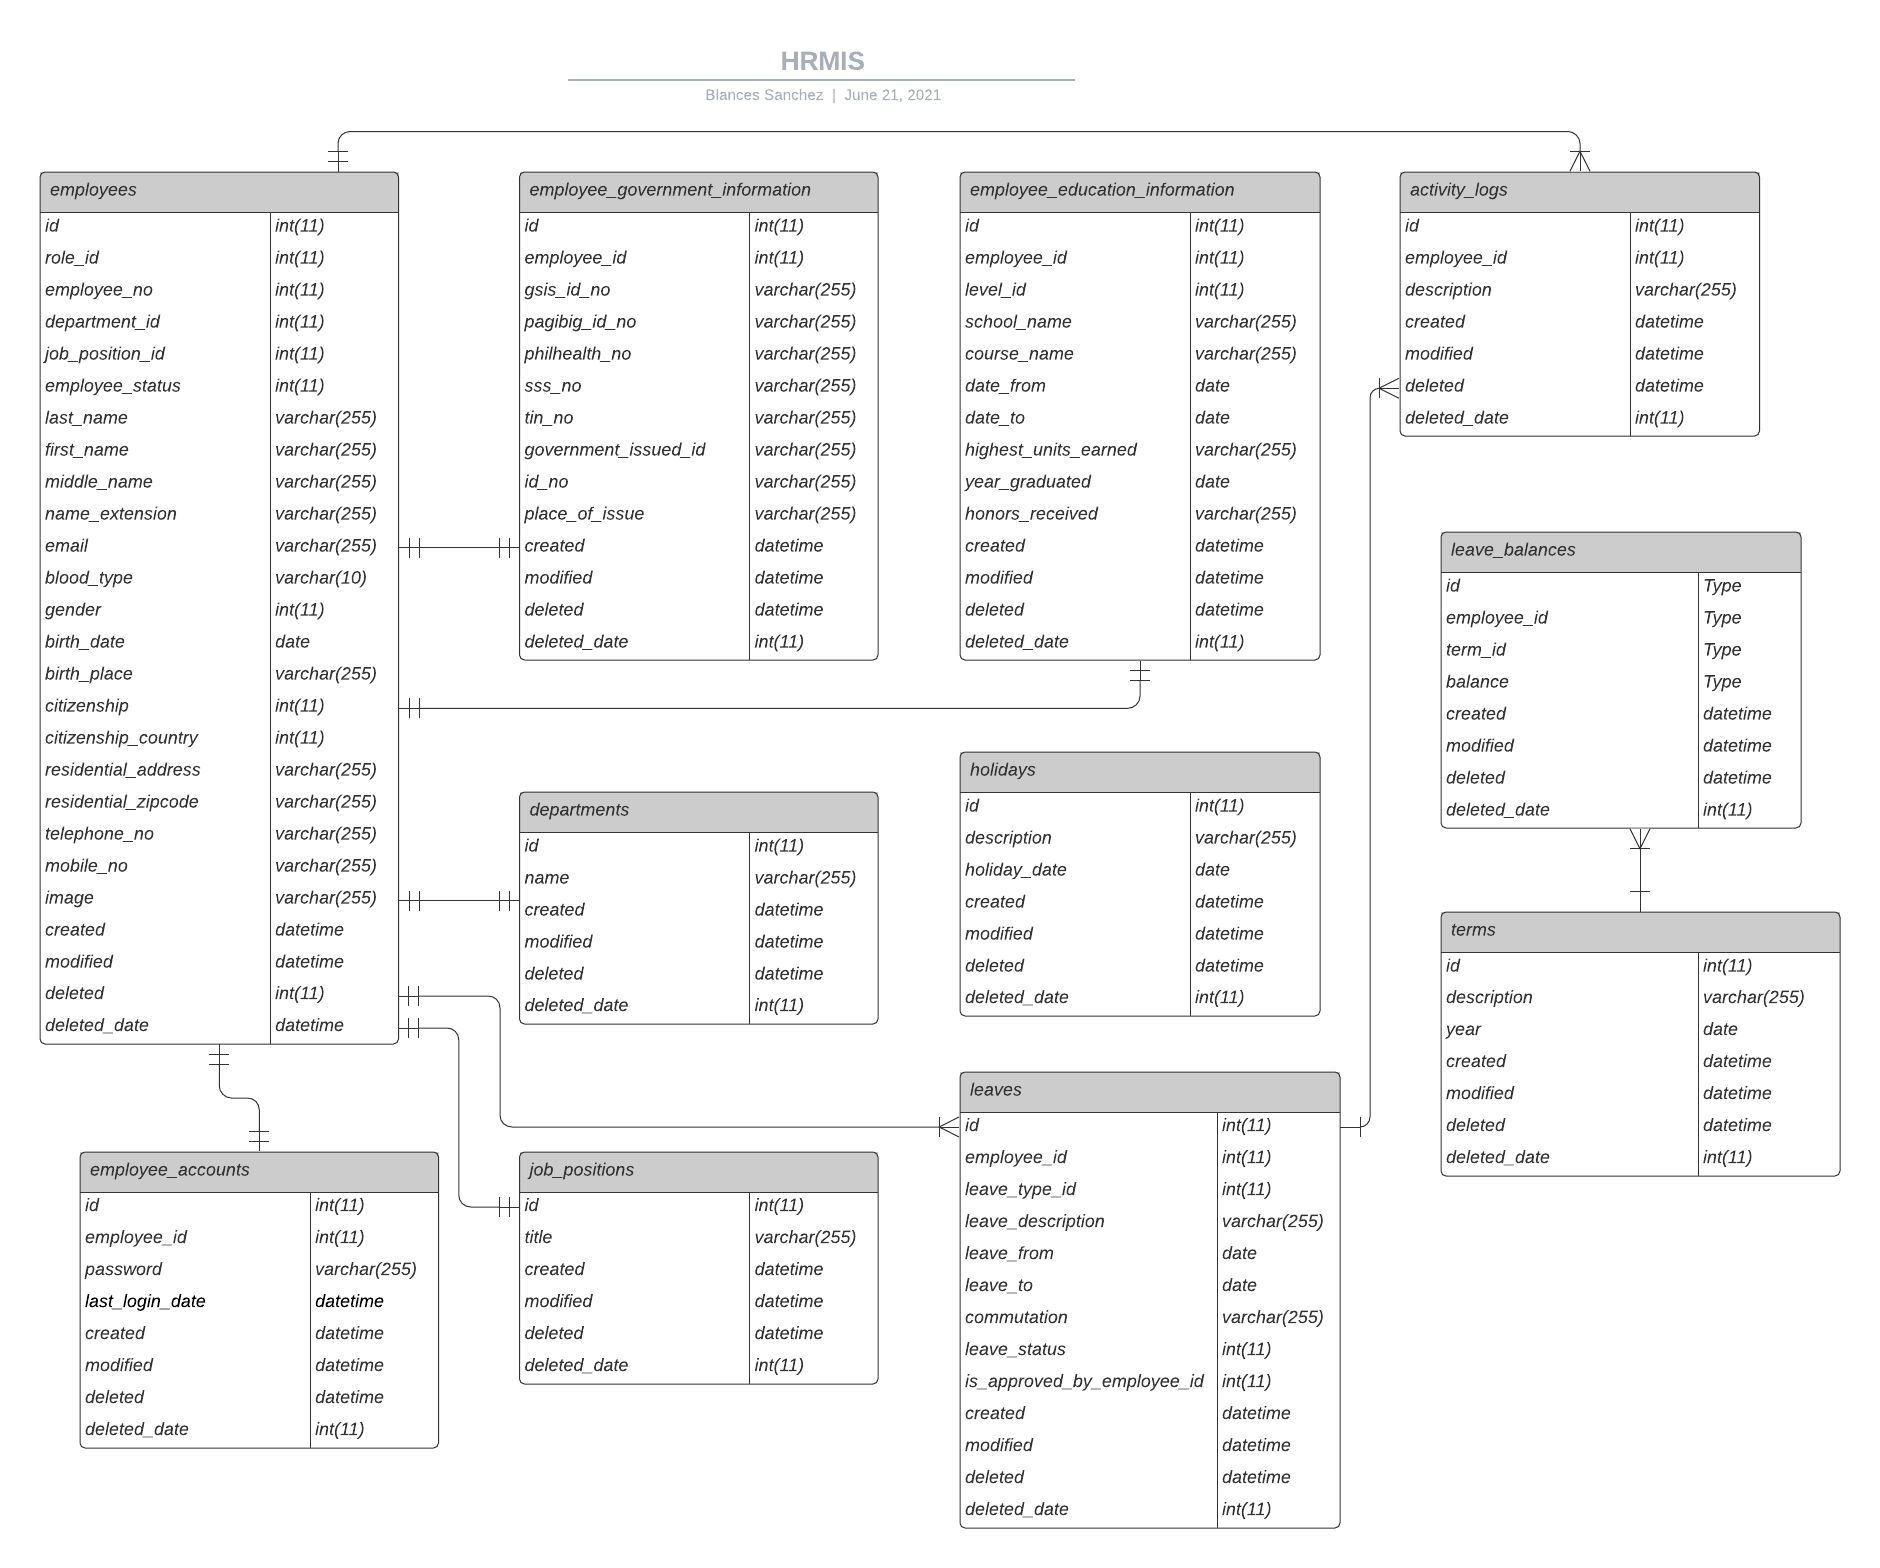 HRMIS
Blances Sanchez | June 21, 2021
employees
id int(11)
role_id int(11)
employee_no int(11)
department_id int(11)
job_position_id int(11)
employee_status int(11)
last_name varchar(255)
first_name varchar(255)
middle_name varchar(255)
name_extension varchar(255)
email varchar(255)
blood_type varchar(10)
gender int(11)
birth_date date
birth_place varchar(255)
citizenship int(11)
citizenship_country int(11)
residential_address varchar(255)
residential_zipcode varchar(255)
telephone_no varchar(255)
mobile_no varchar(255)
image varchar(255)
created datetime
modified datetime
deleted int(11)
deleted_date datetime
employee_government_information
id int(11)
employee_id int(11)
gsis_id_no varchar(255)
pagibig_id_no varchar(255)
philhealth_no varchar(255)
sss_no varchar(255)
tin_no varchar(255)
government_issued_id varchar(255)
id_no varchar(255)
place_of_issue varchar(255)
created datetime
modified datetime
deleted datetime
deleted_date int(11)
employee_education_information
id int(11)
employee_id int(11)
level_id int(11)
school_name varchar(255)
course_name varchar(255)
date_from date
date_to date
highest_units_earned varchar(255)
year_graduated date
honors_received varchar(255)
created datetime
modified datetime
deleted datetime
deleted_date int(11)
activity_logs
id int(11)
employee_id int(11)
description varchar(255)
created datetime
modified datetime
deleted datetime
deleted_date int(11)
leave_balances
id Type
employee_id Type
term_id Type
balance Type
created datetime
modified datetime
deleted datetime
deleted_date int(11)
departments
id int(11)
name varchar(255)
created datetime
modified datetime
deleted datetime
deleted_date int(11)
holidays
id int(11)
description varchar(255)
holiday_date date
created datetime
modified datetime
deleted datetime
deleted_date int(11)
terms
id int(11)
description varchar(255)
year date
created datetime
modified datetime
deleted datetime
deleted_date int(11)
employee_accounts
id int(11)
employee_id int(11)
password varchar(255)
last_login_date datetime
created datetime
modified datetime
deleted datetime
deleted_date int(11)
job_positions
id int(11)
title varchar(255)
created datetime
modified datetime
deleted datetime
deleted_date int(11)
leaves
id int(11)
employee_id int(11)
leave_type_id int(11)
leave_description varchar(255)
leave_from date
leave_to date
commutation varchar(255)
leave_status int(11)
is_approved_by_employee_id int(11)
created datetime
modified datetime
deleted datetime
deleted_date int(11)